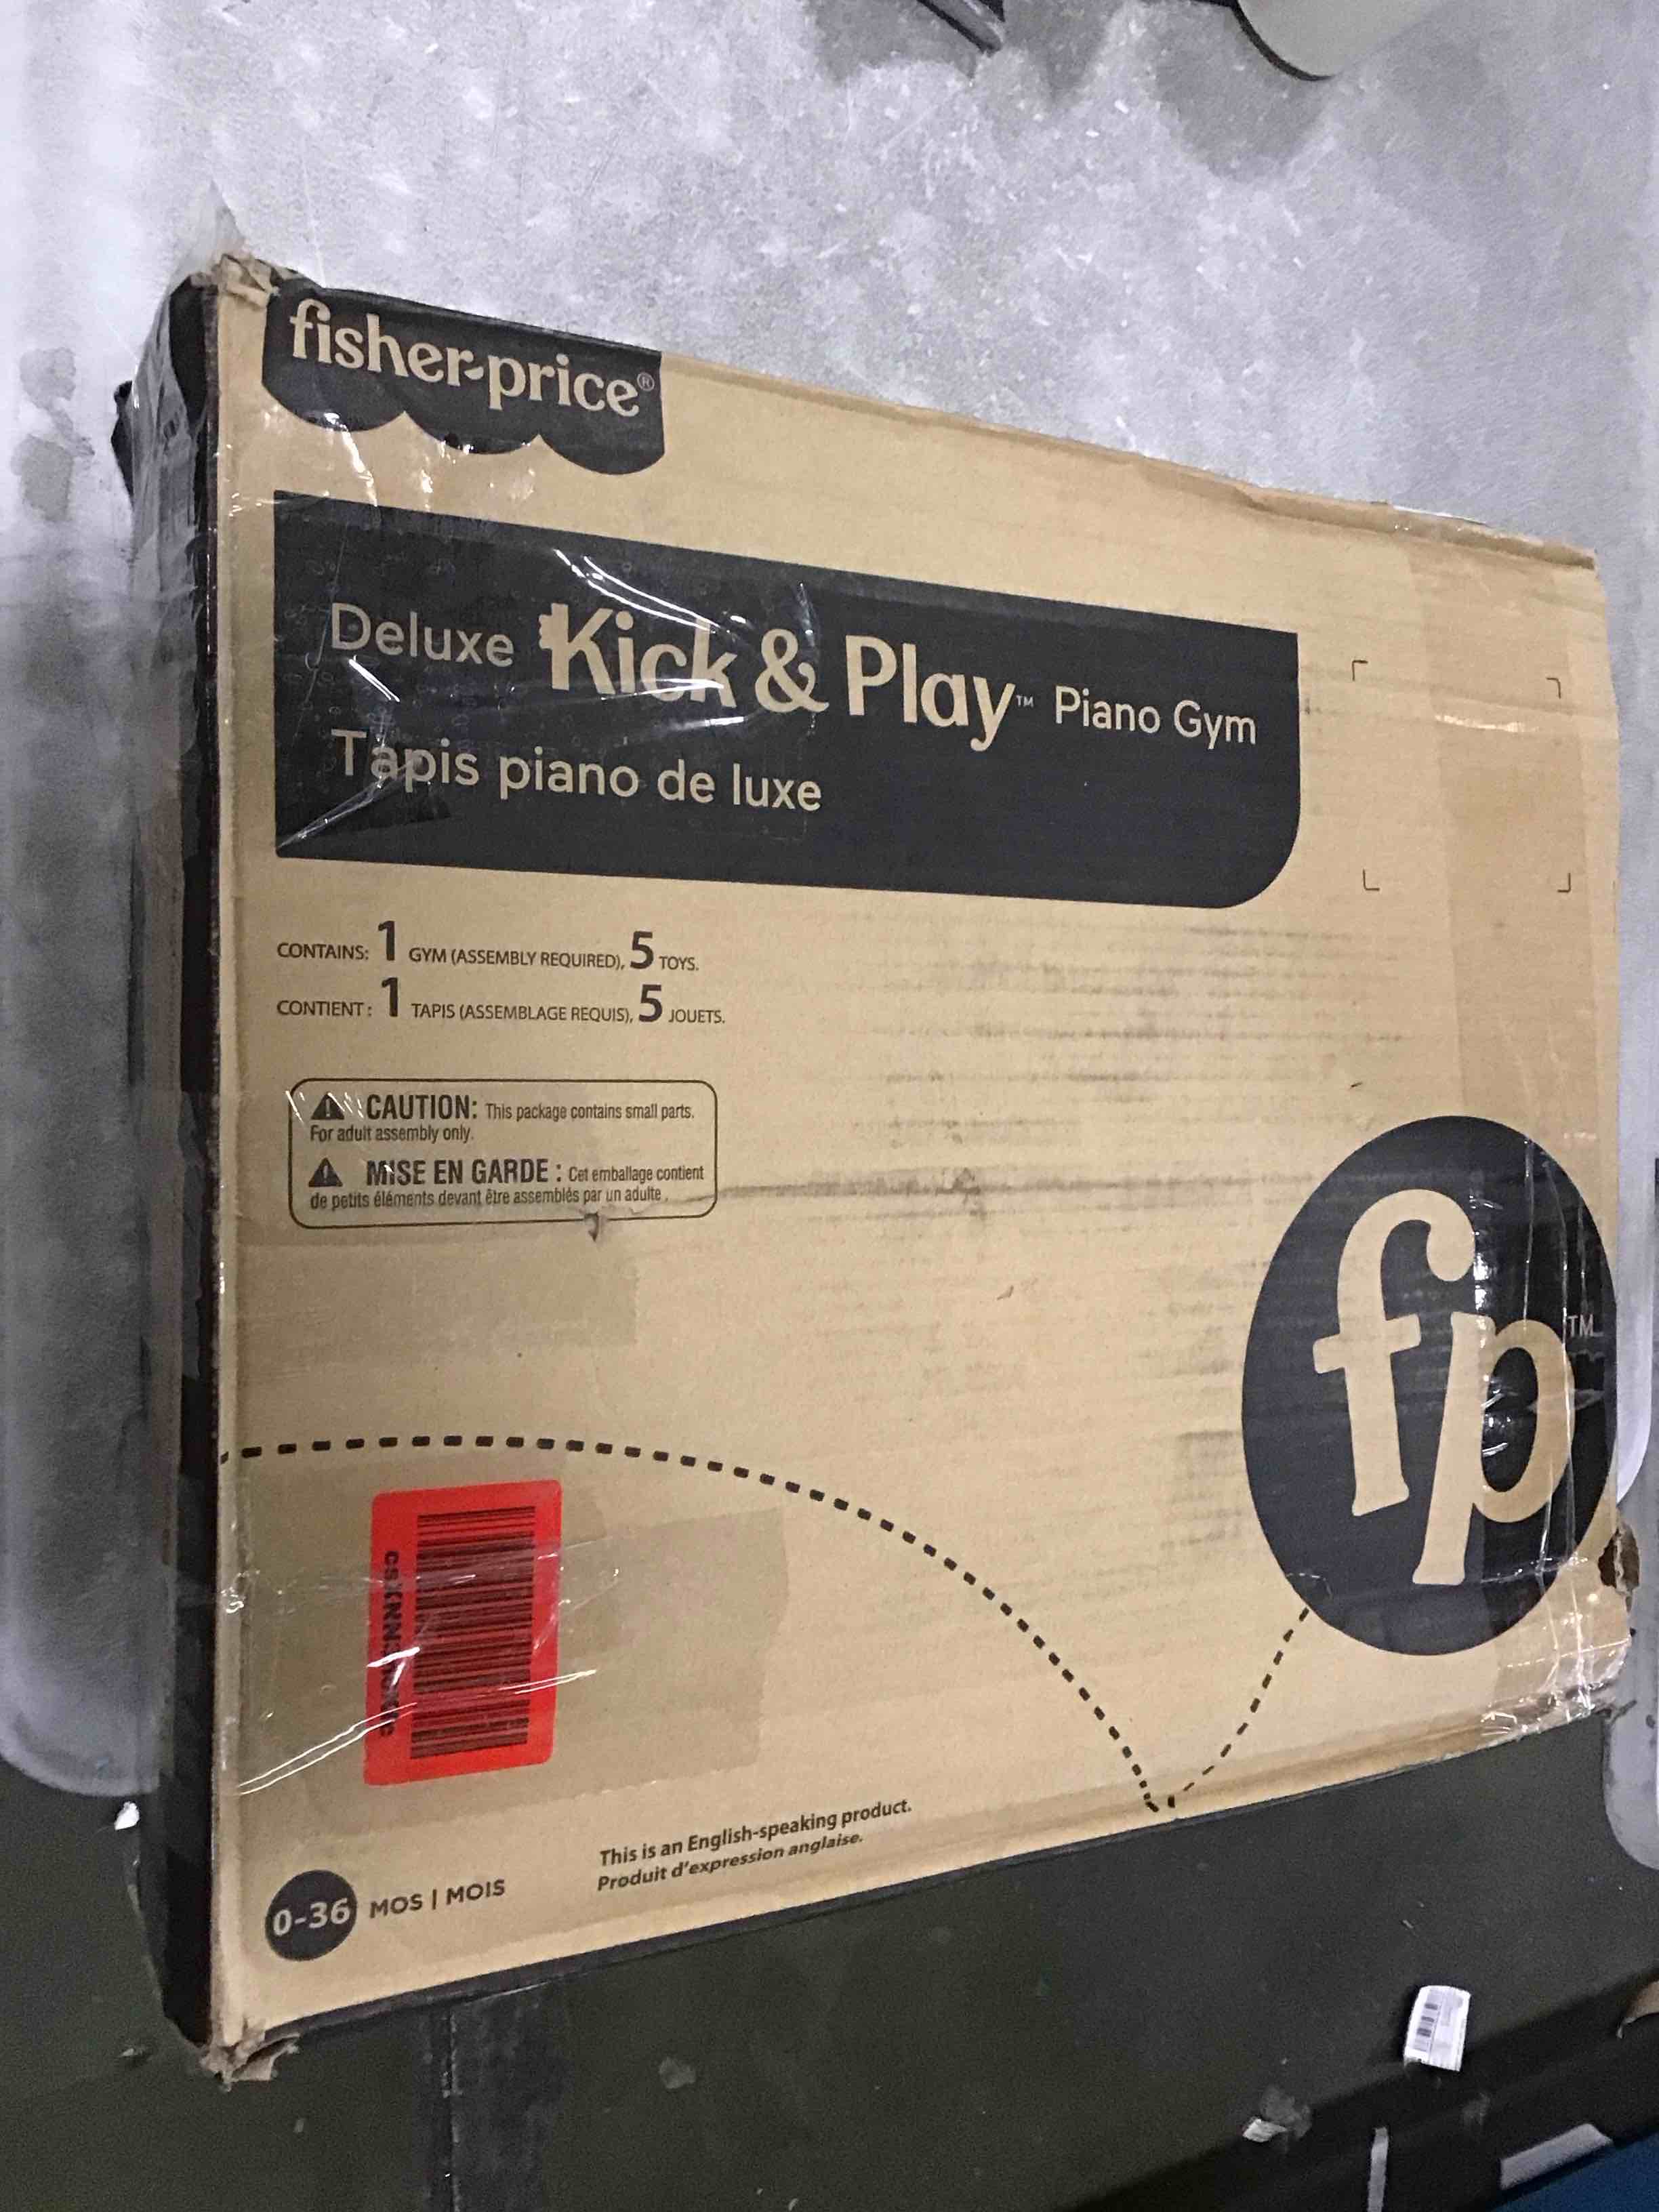 fisher-price®
Deluxe Kick & Play™ Piano Gym
Tapis piano de luxe
CONTAINS: 1 GYM (ASSEMBLY REQUIRED), 5 TOYS.
CONTIENT : 1 TAPIS (ASSEMBLAGE REQUIS), 5 JOUETS.
CAUTION: This package contains small parts.
For adult assembly only.
MISE EN GARDE : Cet emballage contient
de petits éléments devant être assemblés par un adulte.
fp™
This is an English-speaking product.
Produit d'expression anglaise.
0-36 MOS | MOIS